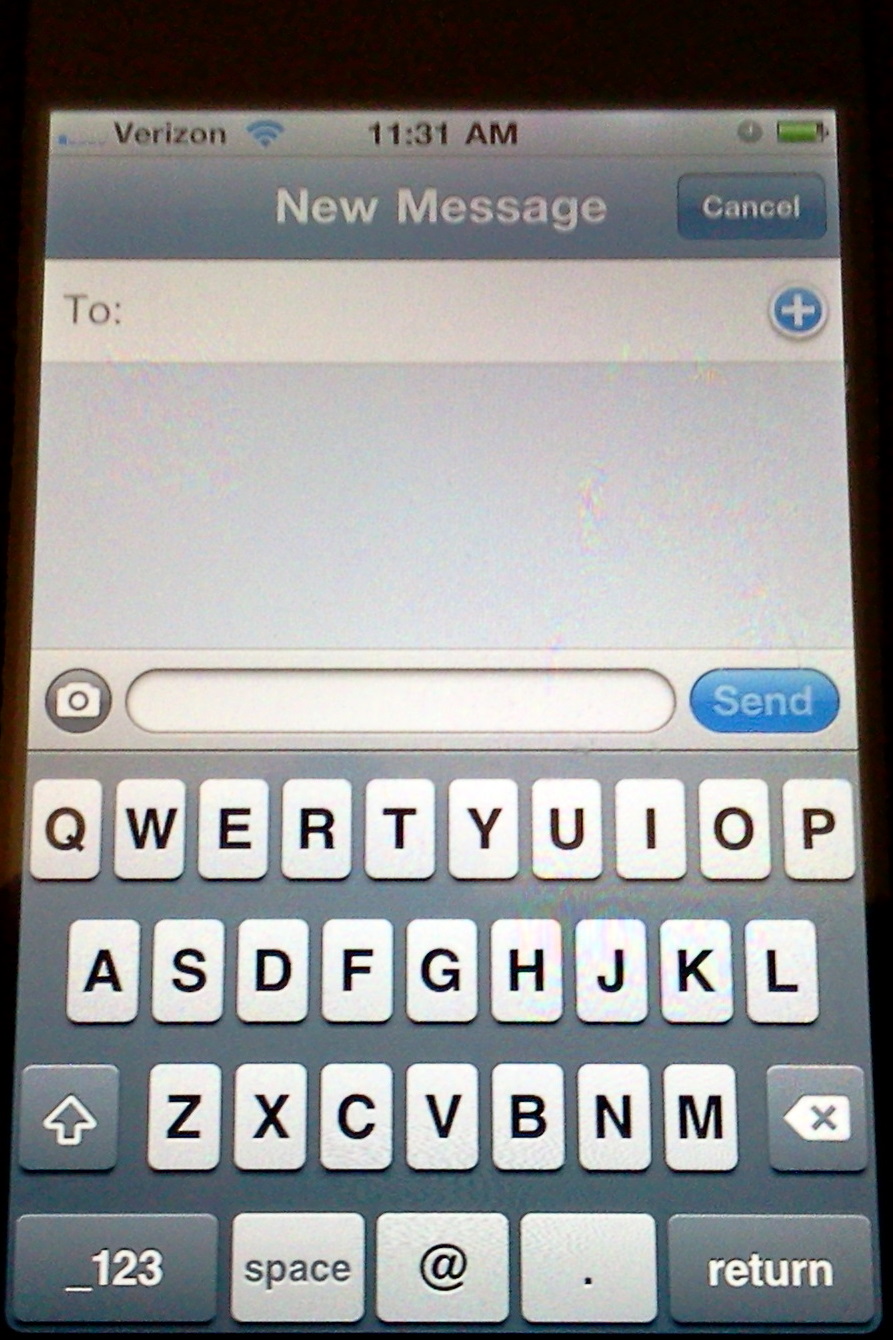 Verizon 11:31 AM
New Message Cancel
To:
Send
Q W E R T Y U I O P
A S D F G H J K L
Z X C V B N M
_123 space @ . return